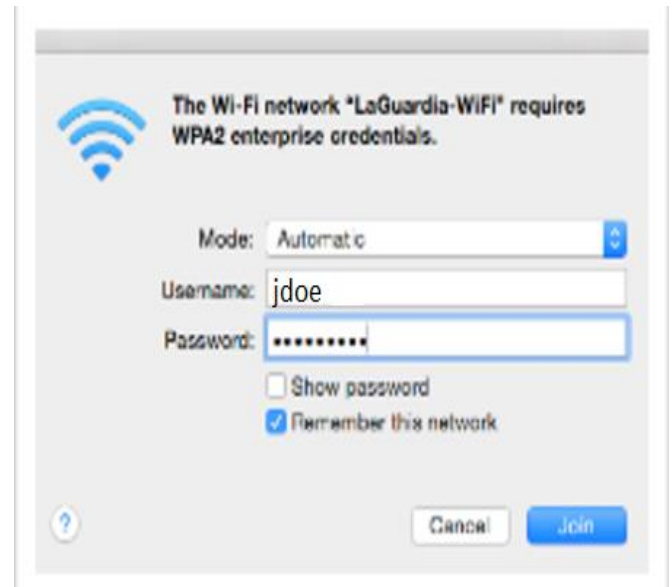 The Wi-Fi network "LaGuardia-WiFi" requires
WPA2 enterprise credentials.
Mode: Automatic
Username: jdoe
Password: •••••••••
Show password
Remember this network
? Cancel Join